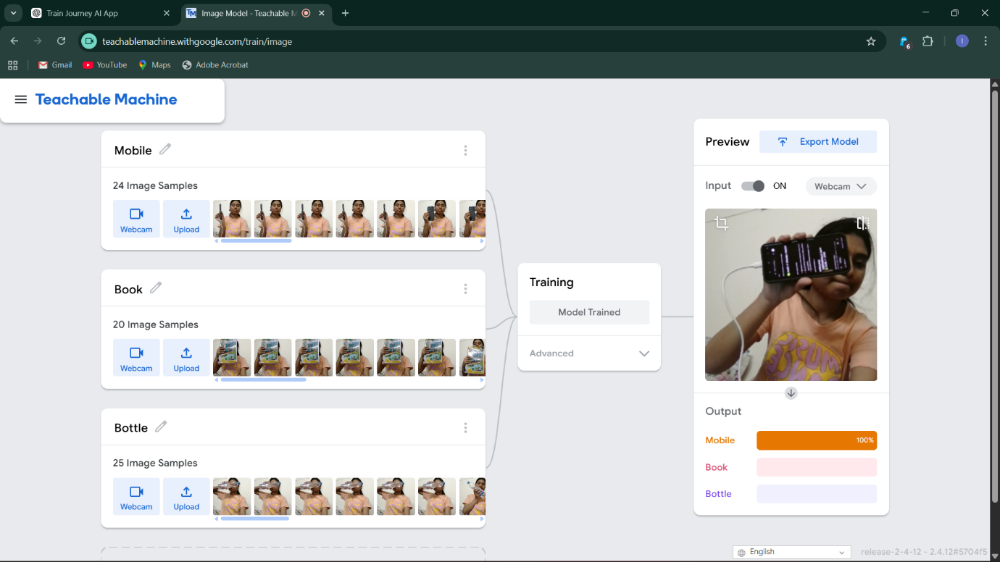 Train Journey AI App
Image Model - Teachable M
teachablemachine.withgoogle.com/train/image
6
I
Gmail
YouTube
Maps
Adobe Acrobat
Teachable Machine
Mobile
24 Image Samples
Webcam
Upload
Book
20 Image Samples
Webcam
Upload
Bottle
25 Image Samples
Webcam
Upload
Training
Model Trained
Advanced
Preview
Export Model
Input
ON
Webcam
Output
Mobile
100%
Book
Bottle
English
release-2-4-12 - 2.4.12#5704f5